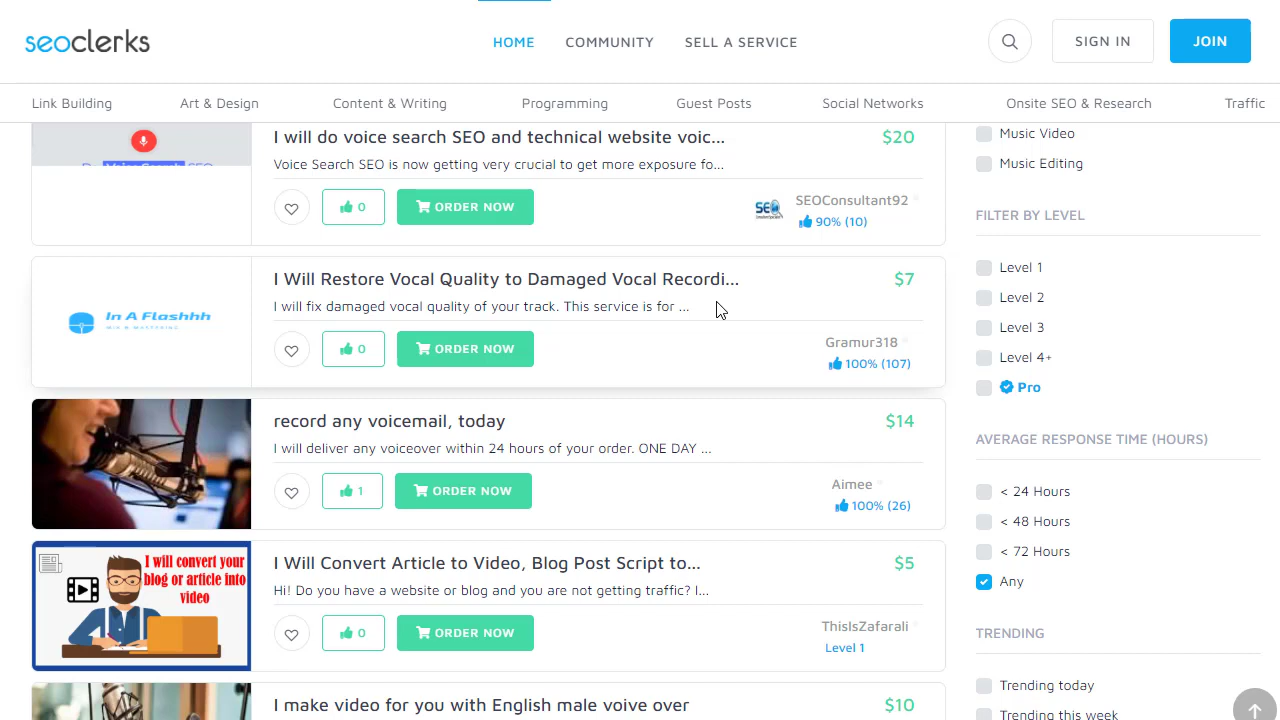 seoclerks
HOME
COMMUNITY
SELL A SERVICE
SIGN IN
JOIN
Link Building
Art & Design
Content & Writing
Programming
Guest Posts
Social Networks
Onsite SEO & Research
Traffic
I will do voice search SEO and technical website voic...
$20
Voice Search SEO is now getting very crucial to get more exposure fo...
0
ORDER NOW
SEOConsultant92
90% (10)
In A Flashhh
MIX & MASTERING
I Will Restore Vocal Quality to Damaged Vocal Recordi...
$7
I will fix damaged vocal quality of your track. This service is for ...
0
ORDER NOW
Gramur318
100% (107)
record any voicemail, today
$14
I will deliver any voiceover within 24 hours of your order. ONE DAY ...
1
ORDER NOW
Aimee
100% (26)
I will convert your
blog or article into
video
I Will Convert Article to Video, Blog Post Script to...
$5
Hi! Do you have a website or blog and you are not getting traffic? I...
0
ORDER NOW
ThisIsZafarali
Level 1
I make video for you with English male voive over
$10
Music Video
Music Editing
FILTER BY LEVEL
Level 1
Level 2
Level 3
Level 4+
Pro
AVERAGE RESPONSE TIME (HOURS)
< 24 Hours
< 48 Hours
< 72 Hours
Any
TRENDING
Trending today
Trending this week